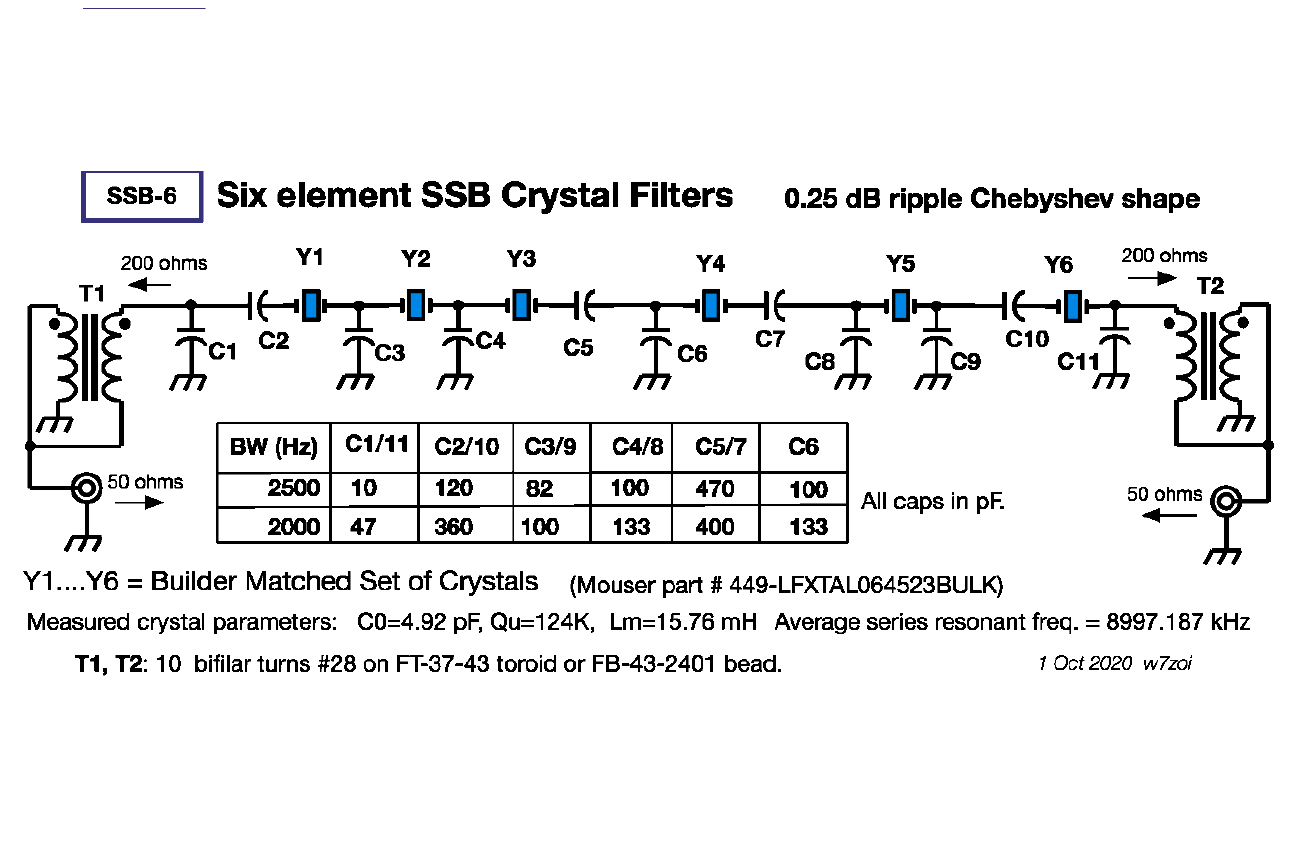 SSB-6 Six element SSB Crystal Filters 0.25 dB ripple Chebyshev shape
200 ohms Y1 Y2 Y3 Y4 Y5 Y6 200 ohms
T1 T2
C1 C2 C3 C4 C5 C6 C7 C8 C9 C10 C11
BW (Hz) C1/11 C2/10 C3/9 C4/8 C5/7 C6
2500 10 120 82 100 470 100
2000 47 360 100 133 400 133
50 ohms
50 ohms
All caps in pF.
Y1....Y6 = Builder Matched Set of Crystals (Mouser part # 449-LFXTAL064523BULK)
Measured crystal parameters: C0=4.92 pF, Qu=124K, Lm=15.76 mH Average series resonant freq. = 8997.187 kHz
T1, T2: 10 bifilar turns #28 on FT-37-43 toroid or FB-43-2401 bead.
1 Oct 2020 w7zoi